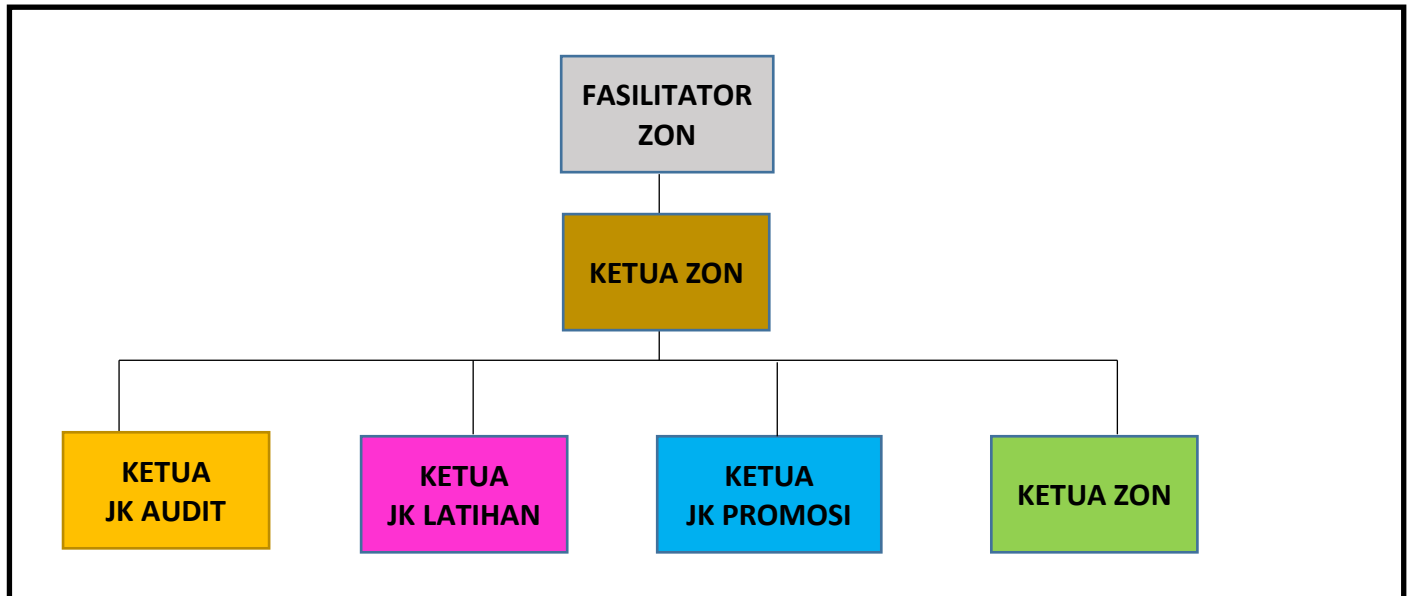 FASILITATOR
ZON
KETUA ZON
KETUA
JK AUDIT
KETUA
JK LATIHAN
KETUA
JK PROMOSI
KETUA ZON